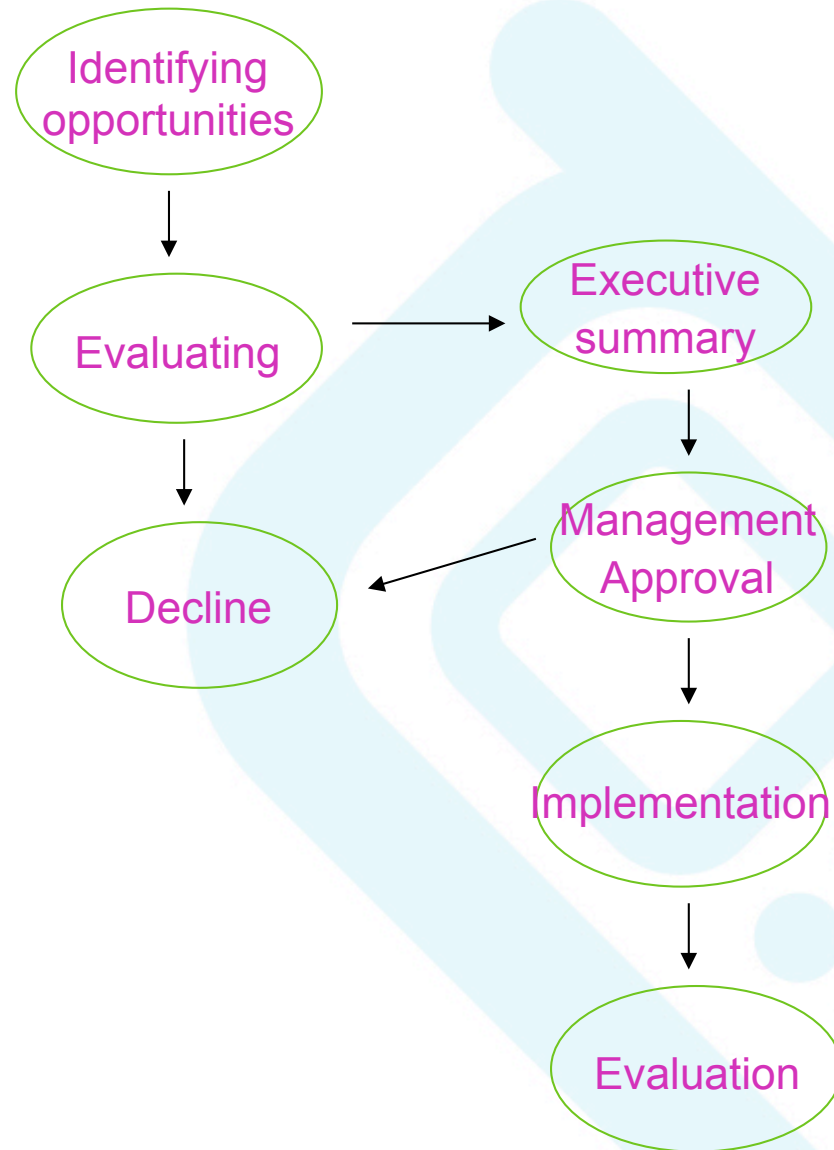 Identifying
opportunities
Evaluating
Executive
summary
Decline
Management
Approval
Implementation
Evaluation